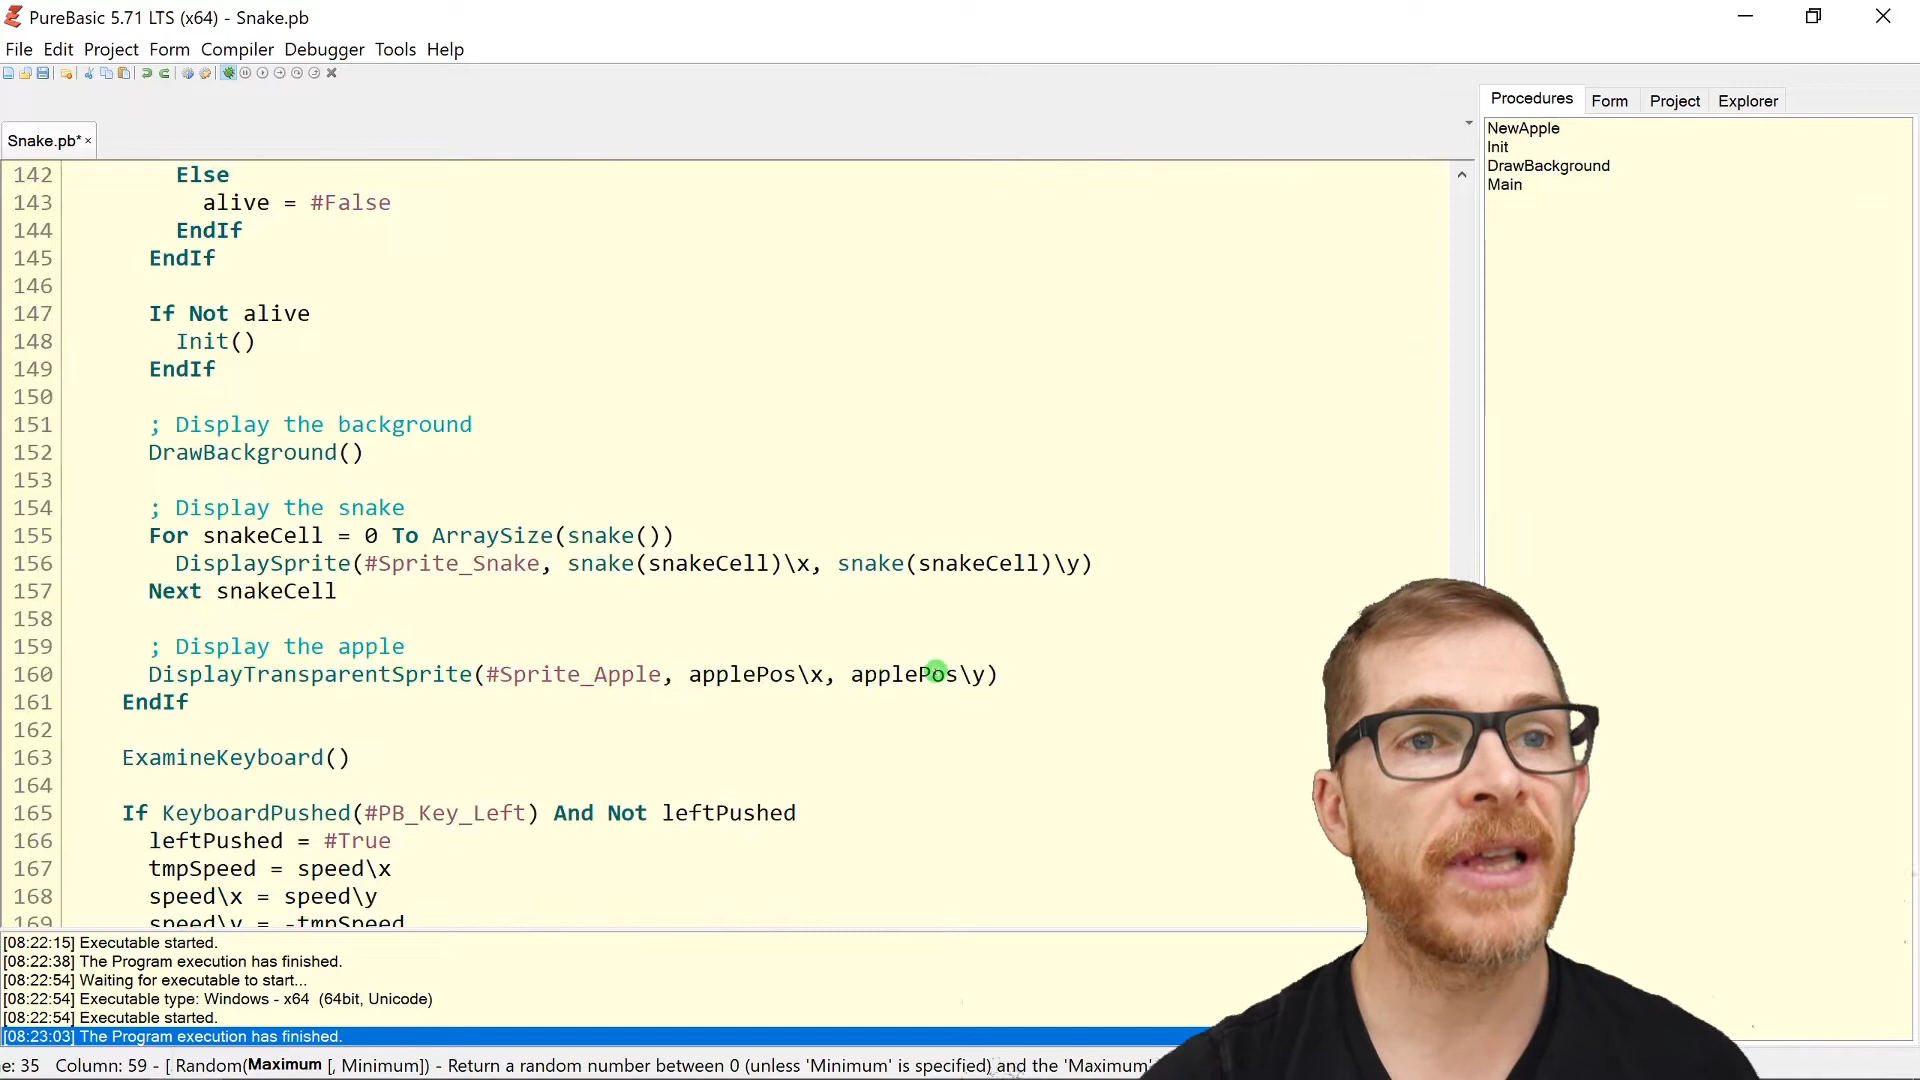 PureBasic 5.71 LTS (x64) - Snake.pb
File Edit Project Form Compiler Debugger Tools Help
Procedures Form Project Explorer
Snake.pb*
NewApple
Init
DrawBackground
Main
142 Else
143 alive = #False
144 EndIf
145 EndIf
146
147 If Not alive
148 Init()
149 EndIf
150
151 ; Display the background
152 DrawBackground()
153
154 ; Display the snake
155 For snakeCell = 0 To ArraySize(snake())
156 DisplaySprite(#Sprite_Snake, snake(snakeCell)\x, snake(snakeCell)\y)
157 Next snakeCell
158
159 ; Display the apple
160 DisplayTransparentSprite(#Sprite_Apple, applePos\x, applePos\y)
161 EndIf
162
163 ExamineKeyboard()
164
165 If KeyboardPushed(#PB_Key_Left) And Not leftPushed
166 leftPushed = #True
167 tmpSpeed = speed\x
168 speed\x = speed\y
169 speed\y = -tmpSpeed
[08:22:15] Executable started.
[08:22:38] The Program execution has finished.
[08:22:54] Waiting for executable to start...
[08:22:54] Executable type: Windows - x64 (64bit, Unicode)
[08:22:54] Executable started.
[08:23:03] The Program execution has finished.
e: 35 Column: 59 - [ Random(Maximum [, Minimum]) - Return a random number between 0 (unless 'Minimum' is specified) and the 'Maximum'